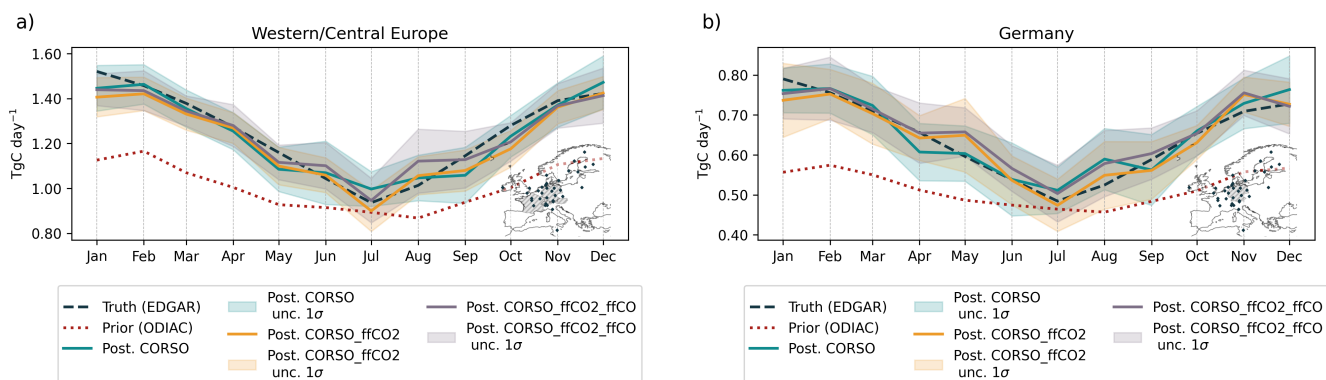 a)
Western/Central Europe
TgC day⁻¹
1.60
1.40
1.20
1.00
0.80
Jan Feb Mar Apr May Jun Jul Aug Sep Oct Nov Dec
Truth (EDGAR)
Prior (ODIAC)
Post. CORSO
Post. CORSO
unc. 1σ
Post. CORSO_ffCO2
Post. CORSO_ffCO2
unc. 1σ
Post. CORSO_ffCO2_ffCO
Post. CORSO_ffCO2_ffCO
unc. 1σ
b)
Germany
TgC day⁻¹
0.80
0.70
0.60
0.50
0.40
Jan Feb Mar Apr May Jun Jul Aug Sep Oct Nov Dec
Truth (EDGAR)
Prior (ODIAC)
Post. CORSO
Post. CORSO
unc. 1σ
Post. CORSO_ffCO2
Post. CORSO_ffCO2
unc. 1σ
Post. CORSO_ffCO2_ffCO
Post. CORSO_ffCO2_ffCO
unc. 1σ